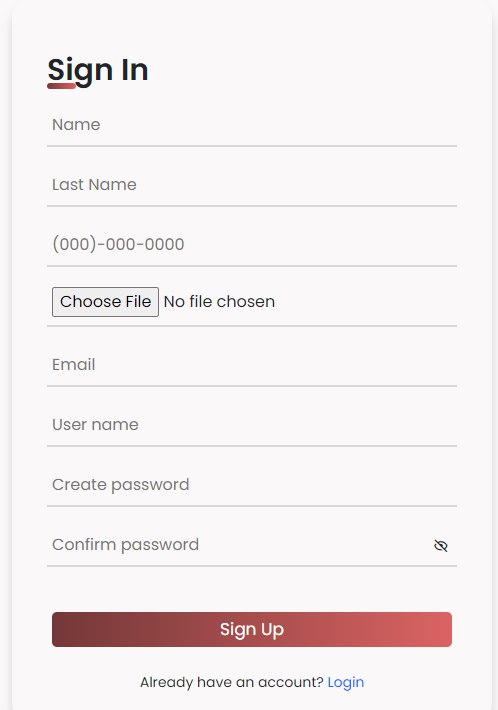 Sign In
Name
Last Name
(000)-000-0000
Choose File No file chosen
Email
User name
Create password
Confirm password
Sign Up
Already have an account? Login